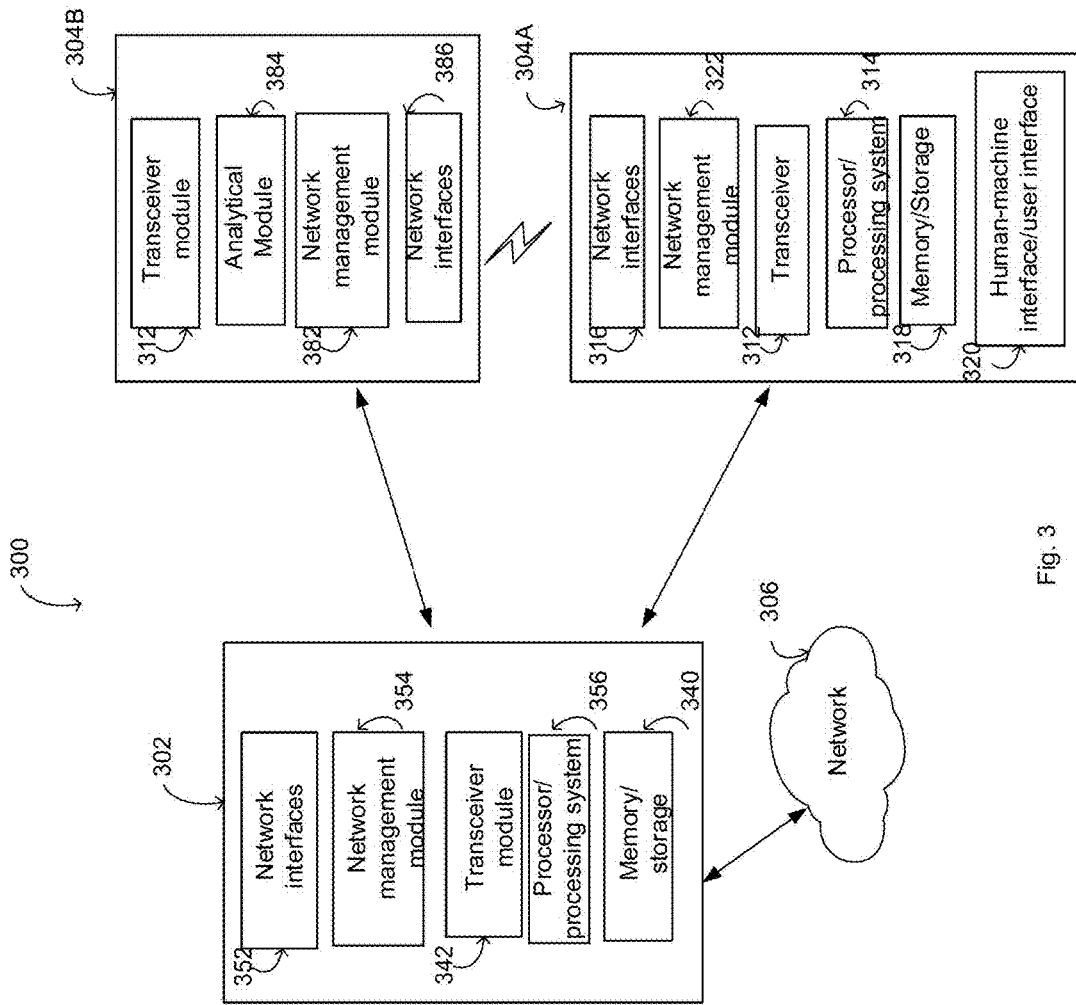 300
302
352
Network
interfaces
354
Network
management
module
342
Transceiver
module
356
Processor/
processing system
340
Memory/
storage
306
Network
304B
312
Transceiver
module
384
Analytical
Module
382
Network
management
module
386
Network
interfaces
304A
316
Network
interfaces
322
Network
management
module
312
Transceiver
314
Processor/
processing system
318
Memory/Storage
320
Human-machine
interface/user interface
Fig. 3